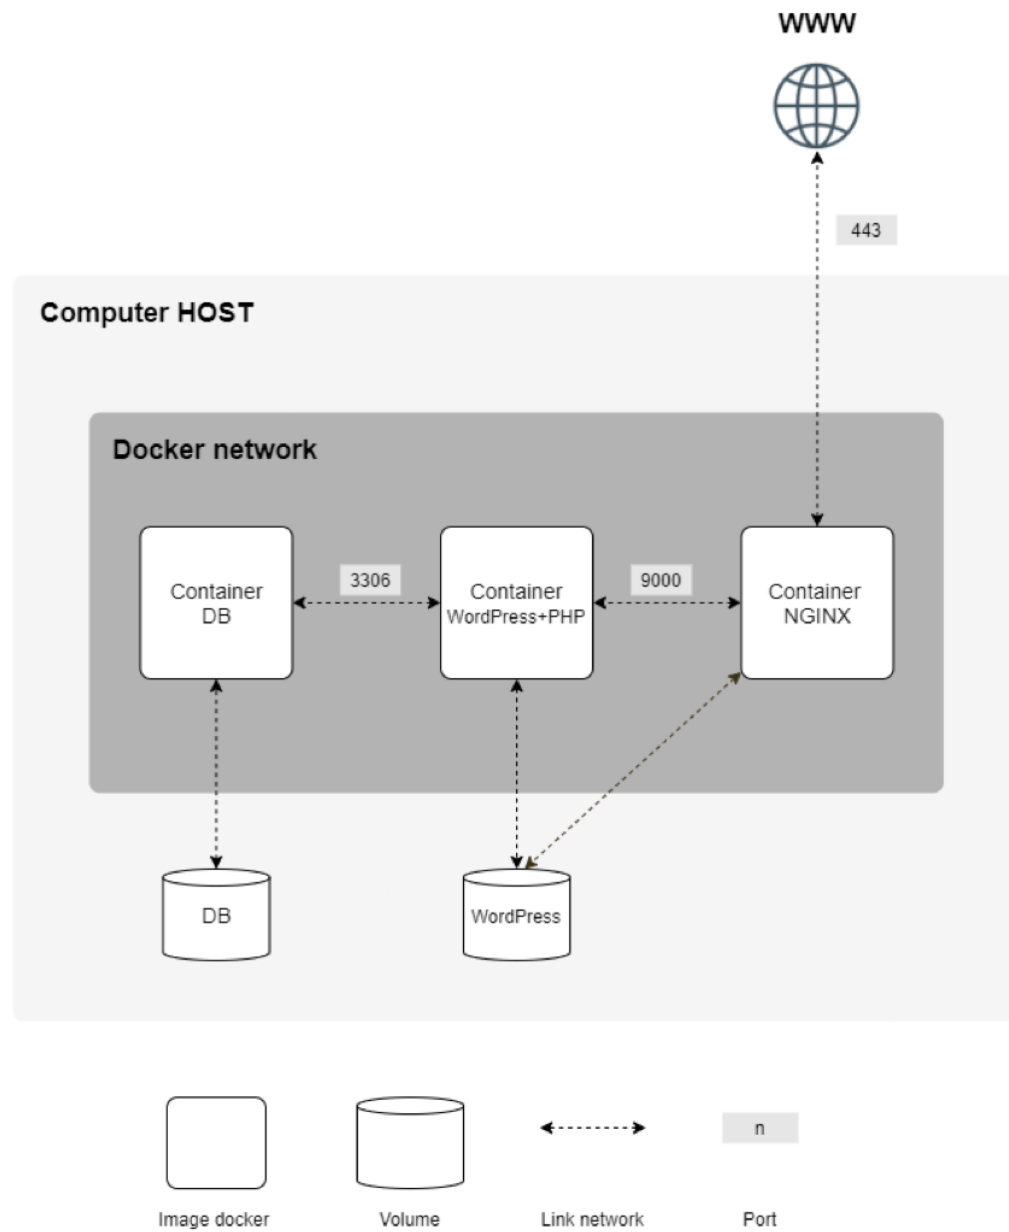 WWW
443
Computer HOST
Docker network
Container
DB
3306
Container
WordPress+PHP
9000
Container
NGINX
DB
WordPress
n
Image docker
Volume
Link network
Port